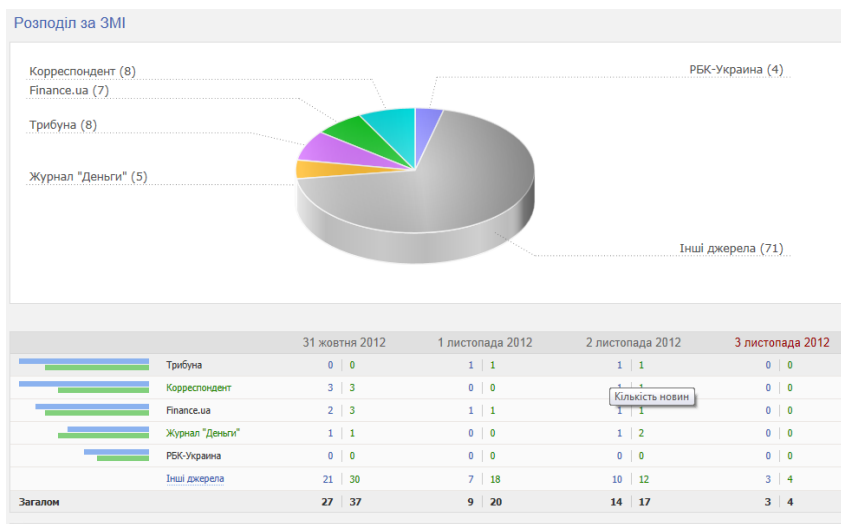 Розподіл за ЗМІ
Корреспондент (8)
РБК-Украина (4)
Finance.ua (7)
Трибуна (8)
Журнал "Деньги" (5)
Інші джерела (71)
31 жовтня 2012 1 листопада 2012 2 листопада 2012 3 листопада 2012
Трибуна 0 0 1 1 1 1 0 0
Корреспондент 3 3 0 0 0 0
Кількість новин
Finance.ua 2 3 1 1 1 1 0 0
Журнал "Деньги" 1 1 0 0 1 2 0 0
РБК-Украина 0 0 0 0 0 0 0 0
Інші джерела 21 30 7 18 10 12 3 4
Загалом 27 37 9 20 14 17 3 4